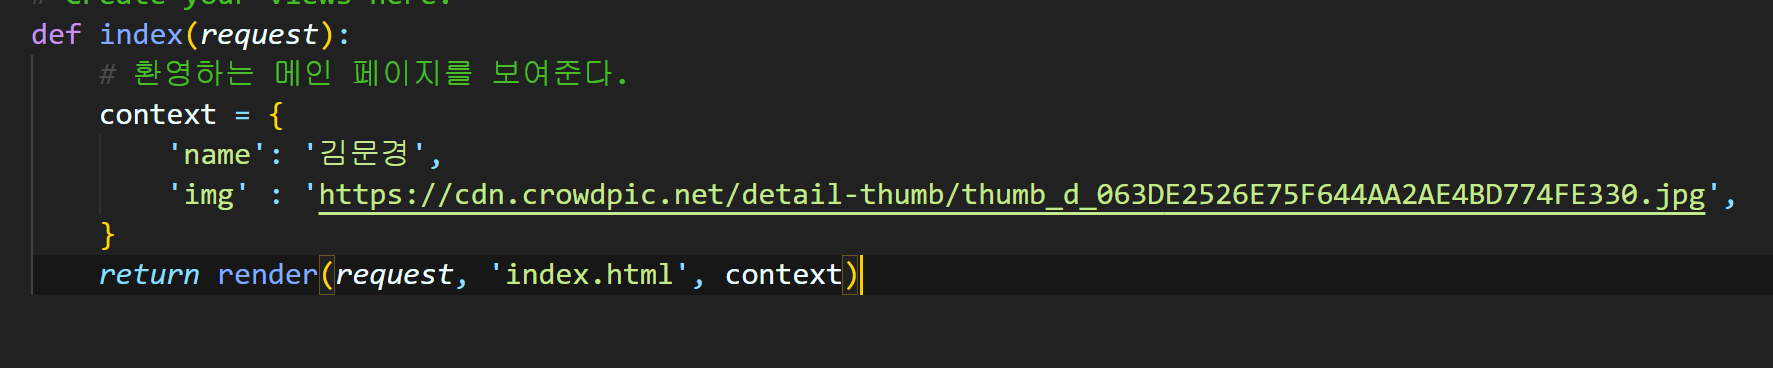 # Create your views here.
def index(request):
    # 환영하는 메인 페이지를 보여준다.
    context = {
        'name': '김문경',
        'img' : 'https://cdn.crowdpic.net/detail-thumb/thumb_d_063DE2526E75F644AA2AE4BD774FE330.jpg',
    }
    return render(request, 'index.html', context)